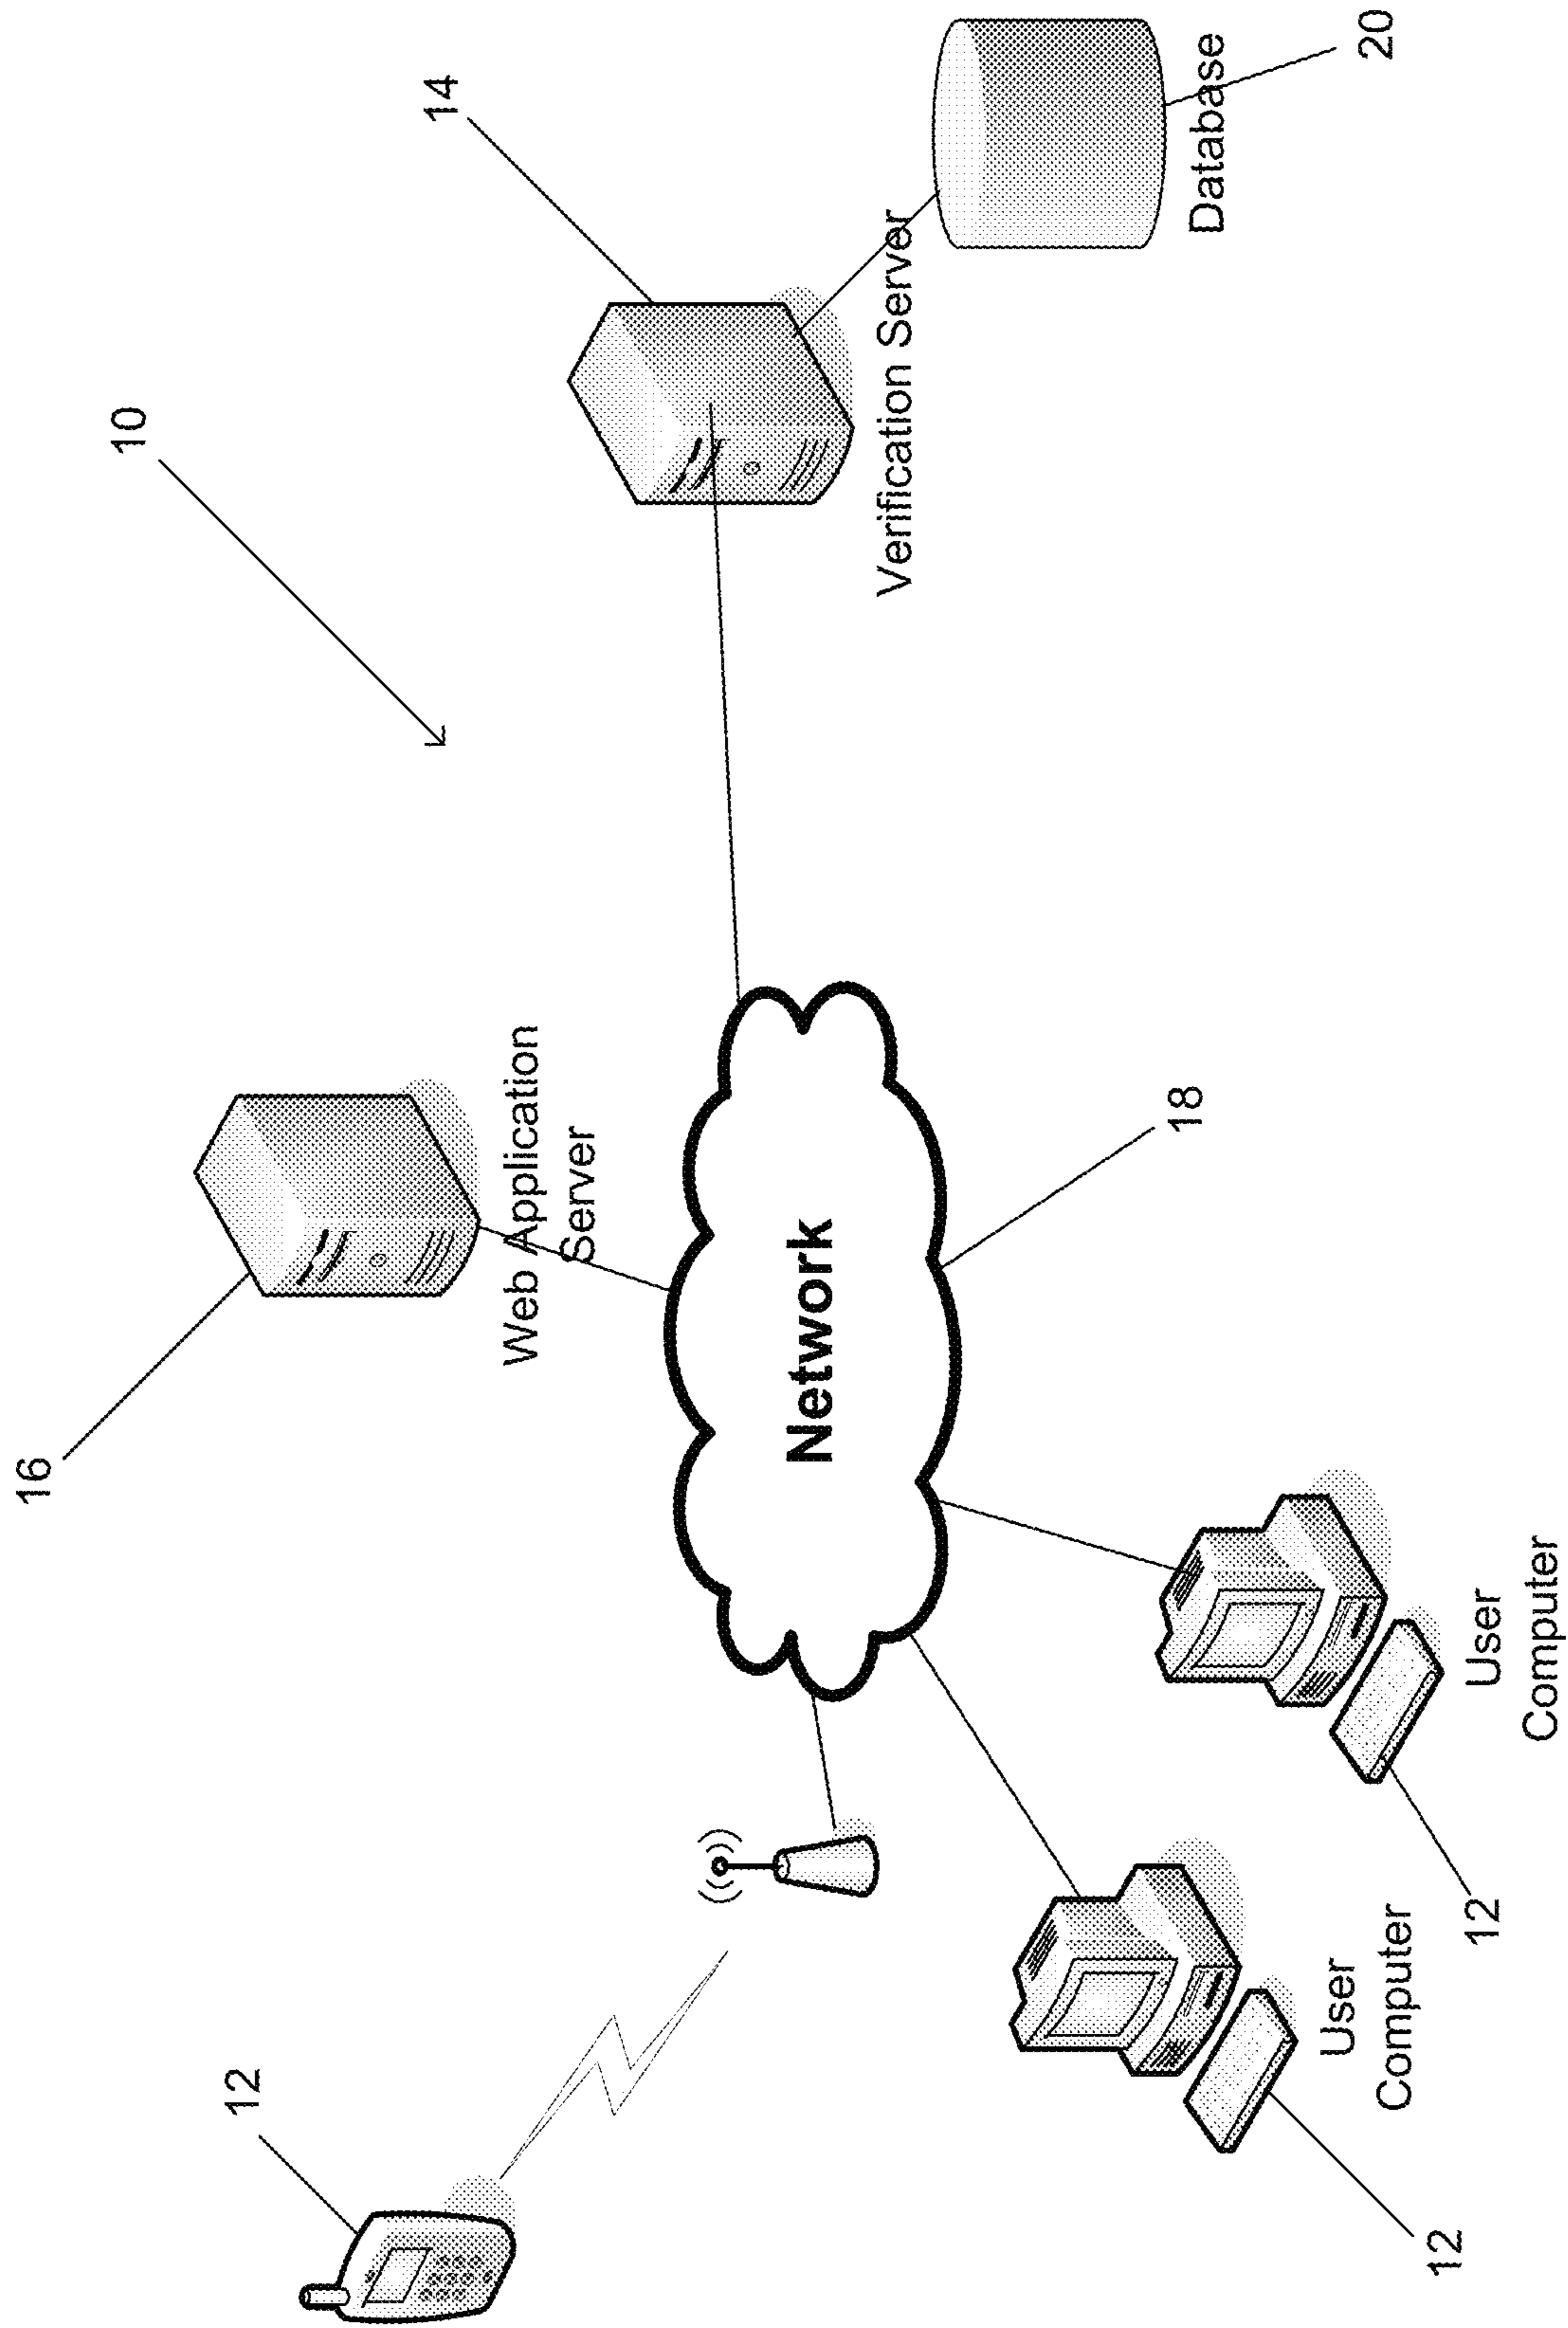 16
10
12
14
Web Application
Server
Network
Verification Server
18
Database
20
User
Computer
12
User
Computer
12